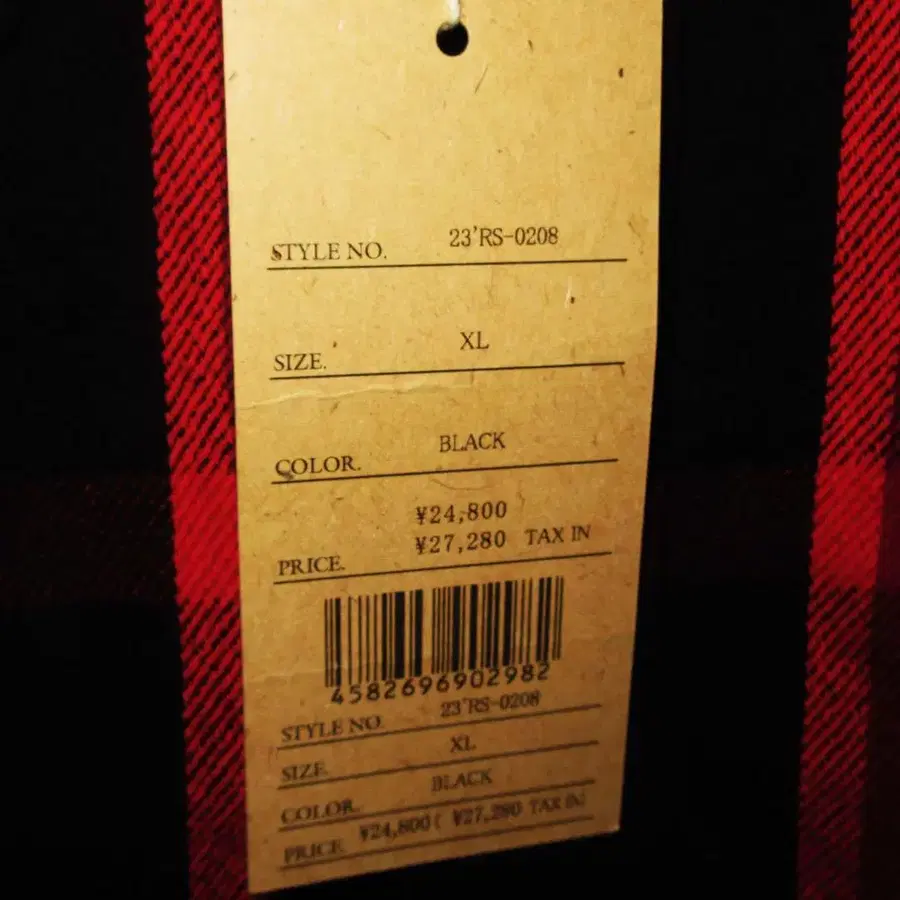 STYLE NO. 23'RS-0208
SIZE. XL
COLOR. BLACK
¥24,800
PRICE. ¥27,280 TAX IN
4582696902982
STYLE NO. 23'RS-0208
SIZE. XL
COLOR. BLACK
PRICE. ¥24,800 ( ¥27,280 TAX IN)